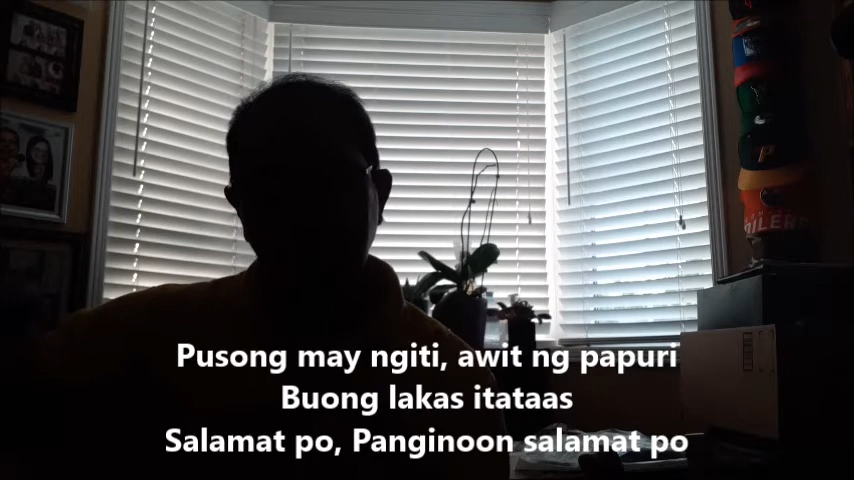 Pusong may ngiti, awit ng papuri
Buong lakas itataas
Salamat po, Panginoon salamat po